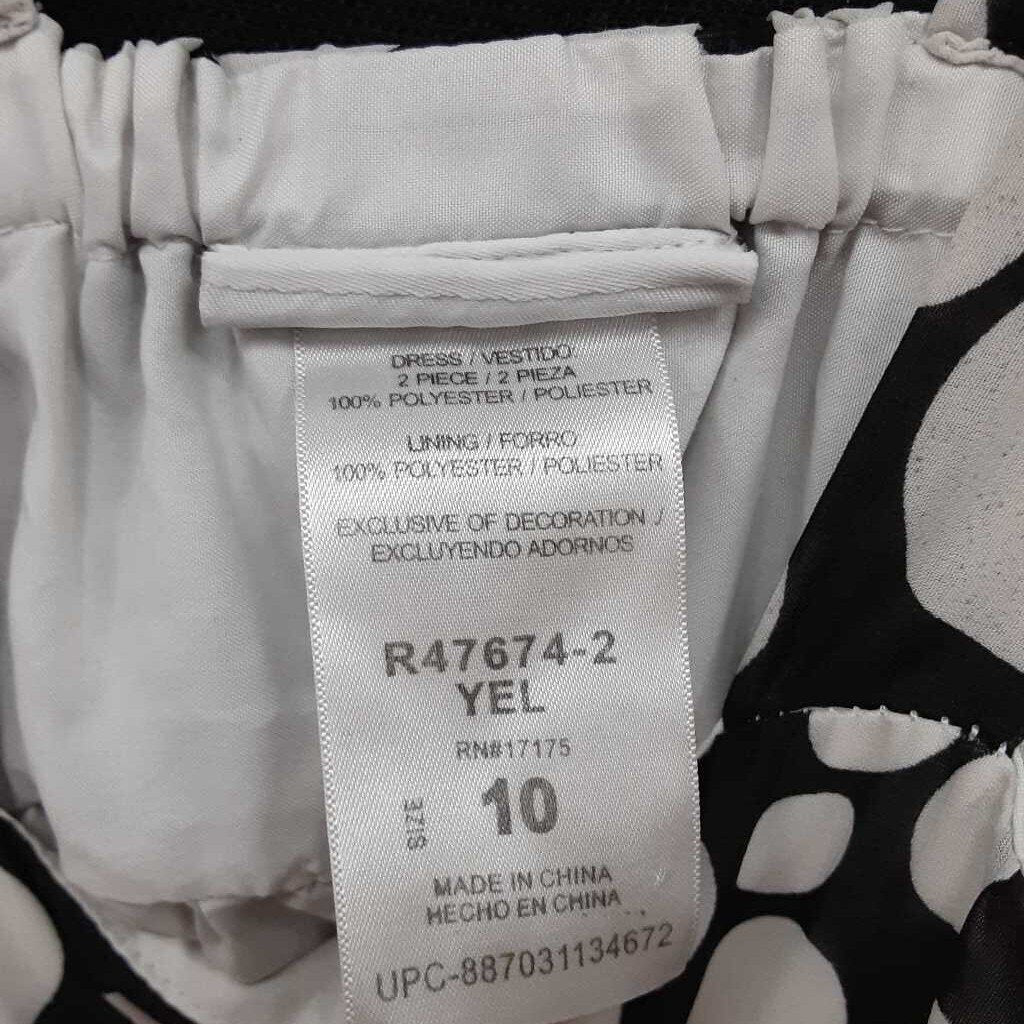 DRESS / VESTIDO
2 PIECE / 2 PIEZA
100% POLYESTER / POLIESTER
LINING / FORRO
100% POLYESTER / POLIESTER
EXCLUSIVE OF DECORATION /
EXCLUYENDO ADORNOS
R47674-2
YEL
RN#17175
SIZE 10
MADE IN CHINA
HECHO EN CHINA
UPC-887031134672